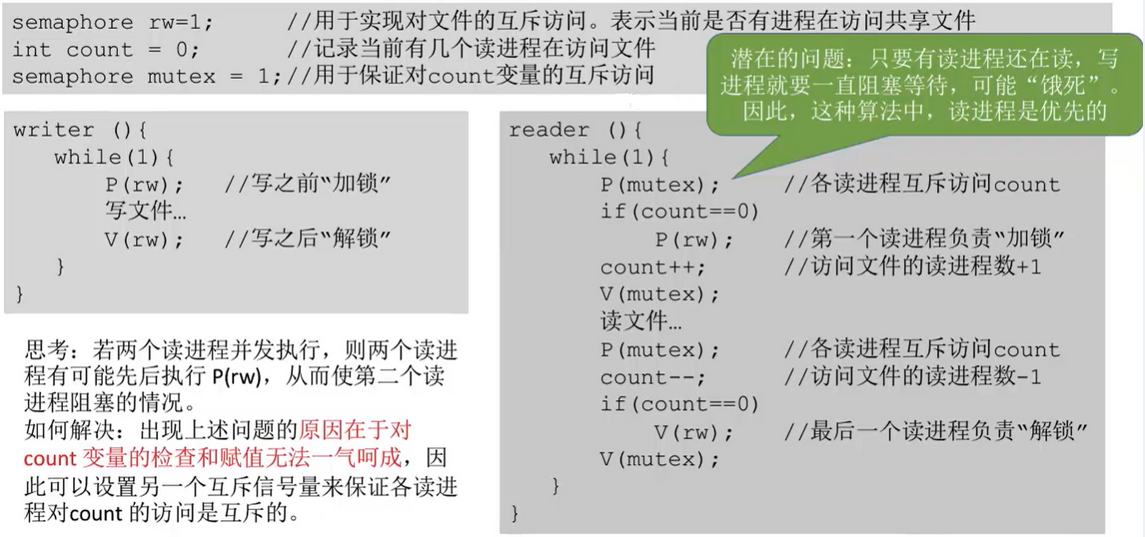 semaphore rw=1; //用于实现对文件的互斥访问。表示当前是否有进程在访问共享文件
int count = 0; //记录当前有几个读进程在访问文件
semaphore mutex = 1;//用于保证对count变量的互斥访问
潜在的问题：只要有读进程还在读，写
进程就要一直阻塞等待，可能“饿死”。
因此，这种算法中，读进程是优先的
writer (){
while(1){
P(rw); //写之前“加锁”
写文件…
V(rw); //写之后“解锁”
}
}
思考：若两个读进程并发执行，则两个读进
程有可能先后执行 P(rw)，从而使第二个读
进程阻塞的情况。
如何解决：出现上述问题的原因在于对
count 变量的检查和赋值无法一气呵成，因
此可以设置另一个互斥信号量来保证各读进
程对count 的访问是互斥的。
reader (){
while(1){
P(mutex); //各读进程互斥访问count
if(count==0)
P(rw); //第一个读进程负责“加锁”
count++; //访问文件的读进程数+1
V(mutex);
读文件…
P(mutex); //各读进程互斥访问count
count--; //访问文件的读进程数-1
if(count==0)
V(rw); //最后一个读进程负责“解锁”
V(mutex);
}
}